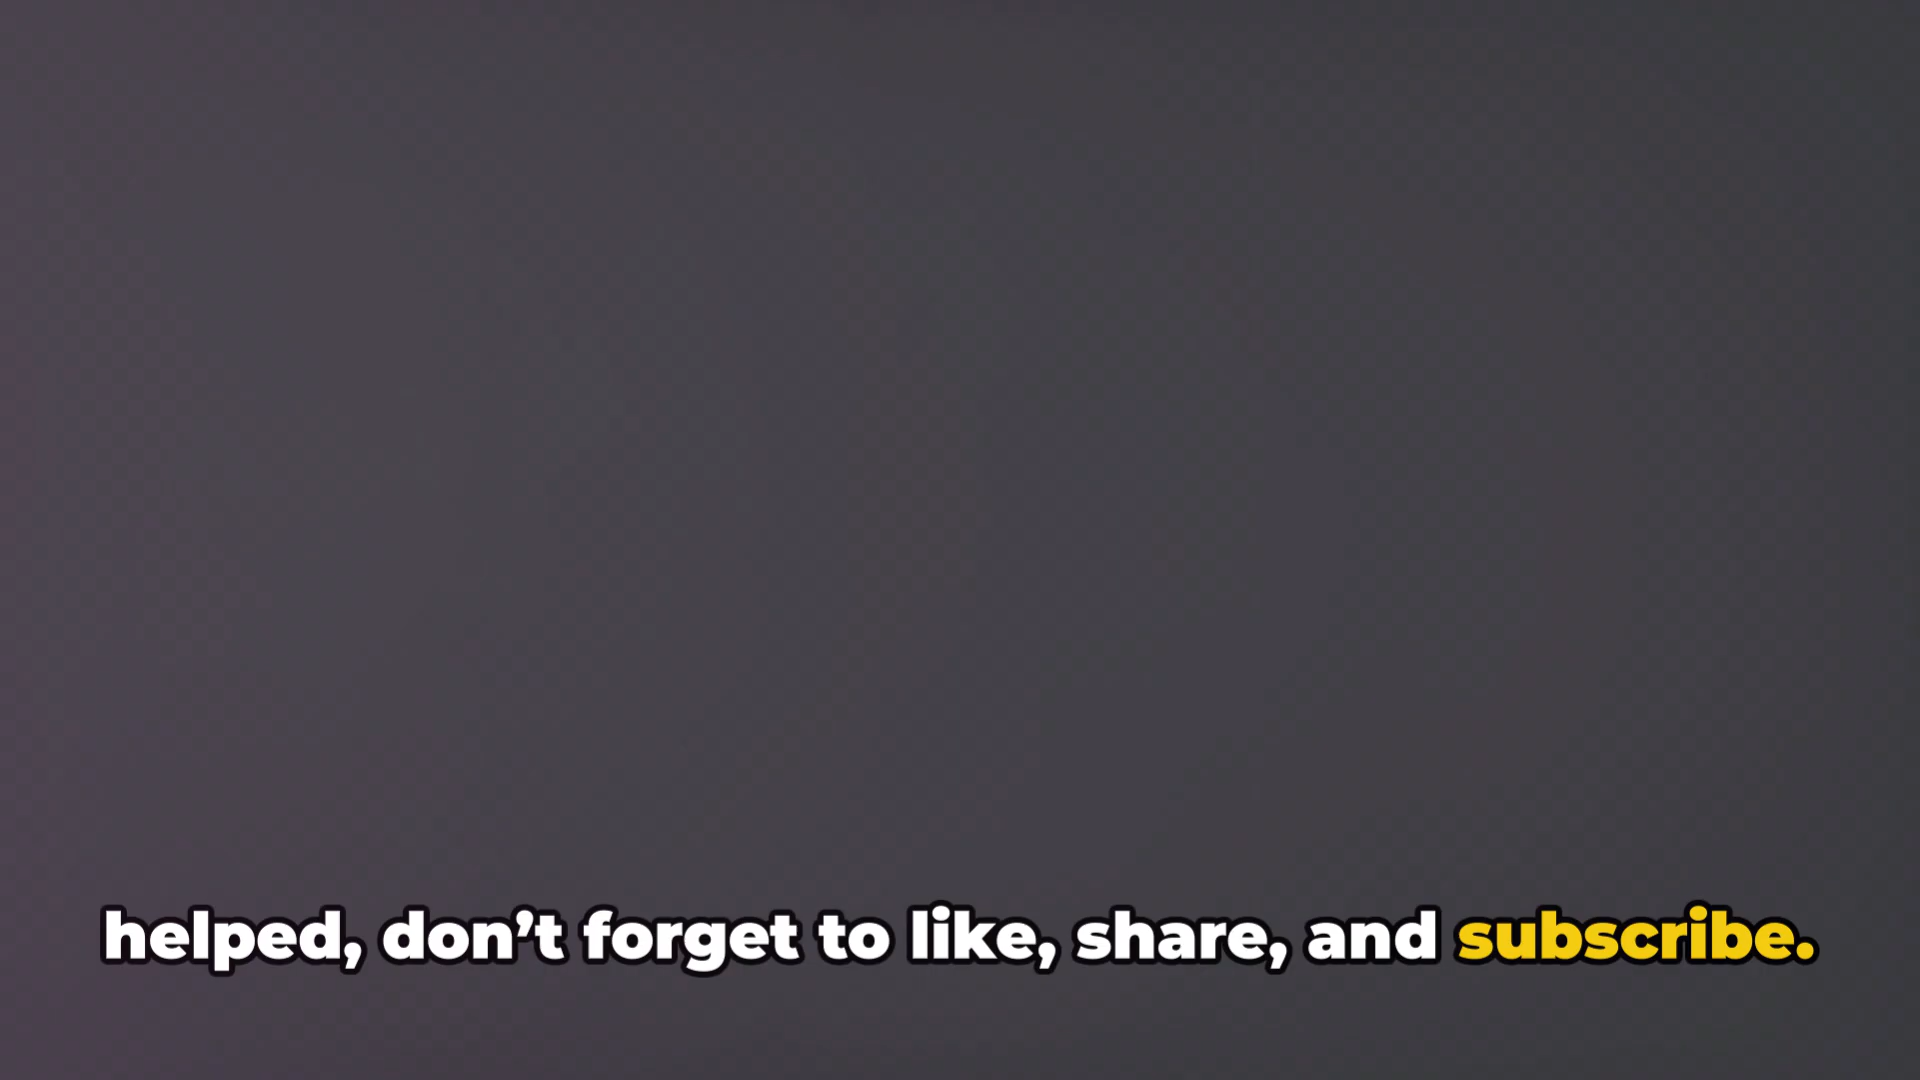 helped, don’t forget to like, share, and subscribe.